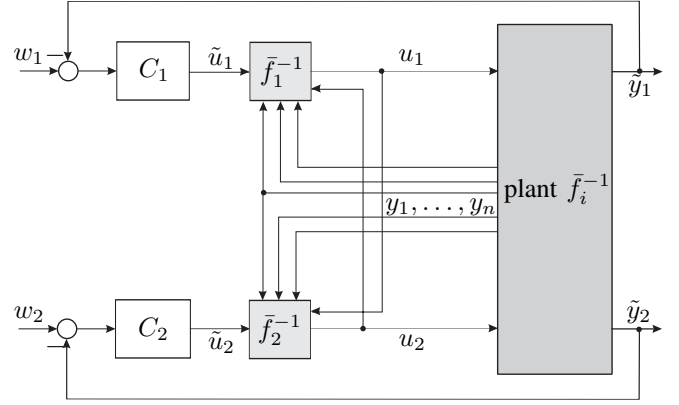 w₁ − C₁ ũ₁ f̄₁⁻¹ u₁ ỹ₁
plant f̄ᵢ⁻¹
y₁, . . . , yₙ
w₂ − C₂ ũ₂ f̄₂⁻¹ u₂ ỹ₂